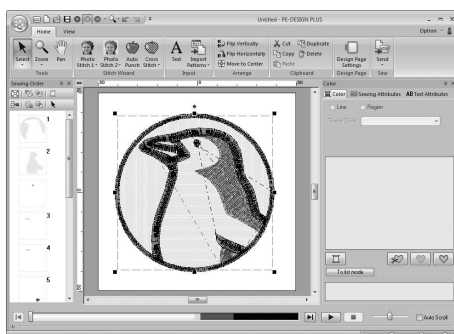 Untitled - PE-DESIGN PLUS
Home View Option
Select Zoom Pan
Photo Stitch 1 Photo Stitch 2 Auto Punch Cross Stitch
Text Import Patterns
Flip Vertically
Flip Horizontally
Move to Center
Cut Duplicate
Copy Delete
Paste
Design Page Settings
Send
Tools Stitch Wizard Input Arrange Clipboard Design Page Sew
Sewing Order
1
2
3
4
5
Color
Color Sewing Attributes AB Text Attributes
Line Region
To list mode
Auto Scroll